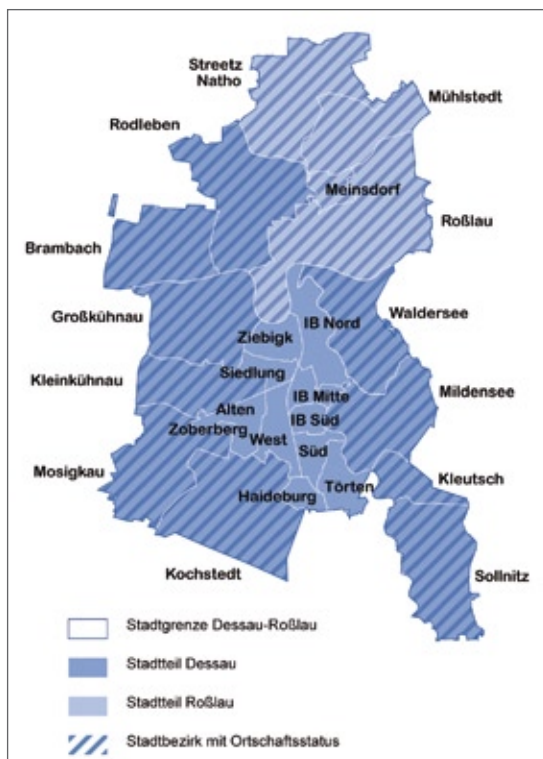 Streetz
Natho
Mühlstedt
Rodleben
Meinsdorf
Roßlau
Brambach
Großkühnau
Waldersee
IB Nord
Ziebigk
Kleinkühnau
Siedlung
Mildensee
IB Mitte
Alten
IB Süd
Zoberberg
West
Süd
Mosigkau
Kleutsch
Haideburg
Törten
Kochstedt
Sollnitz
Stadtgrenze Dessau-Roßlau
Stadtteil Dessau
Stadtteil Roßlau
Stadtbezirk mit Ortschaftsstatus